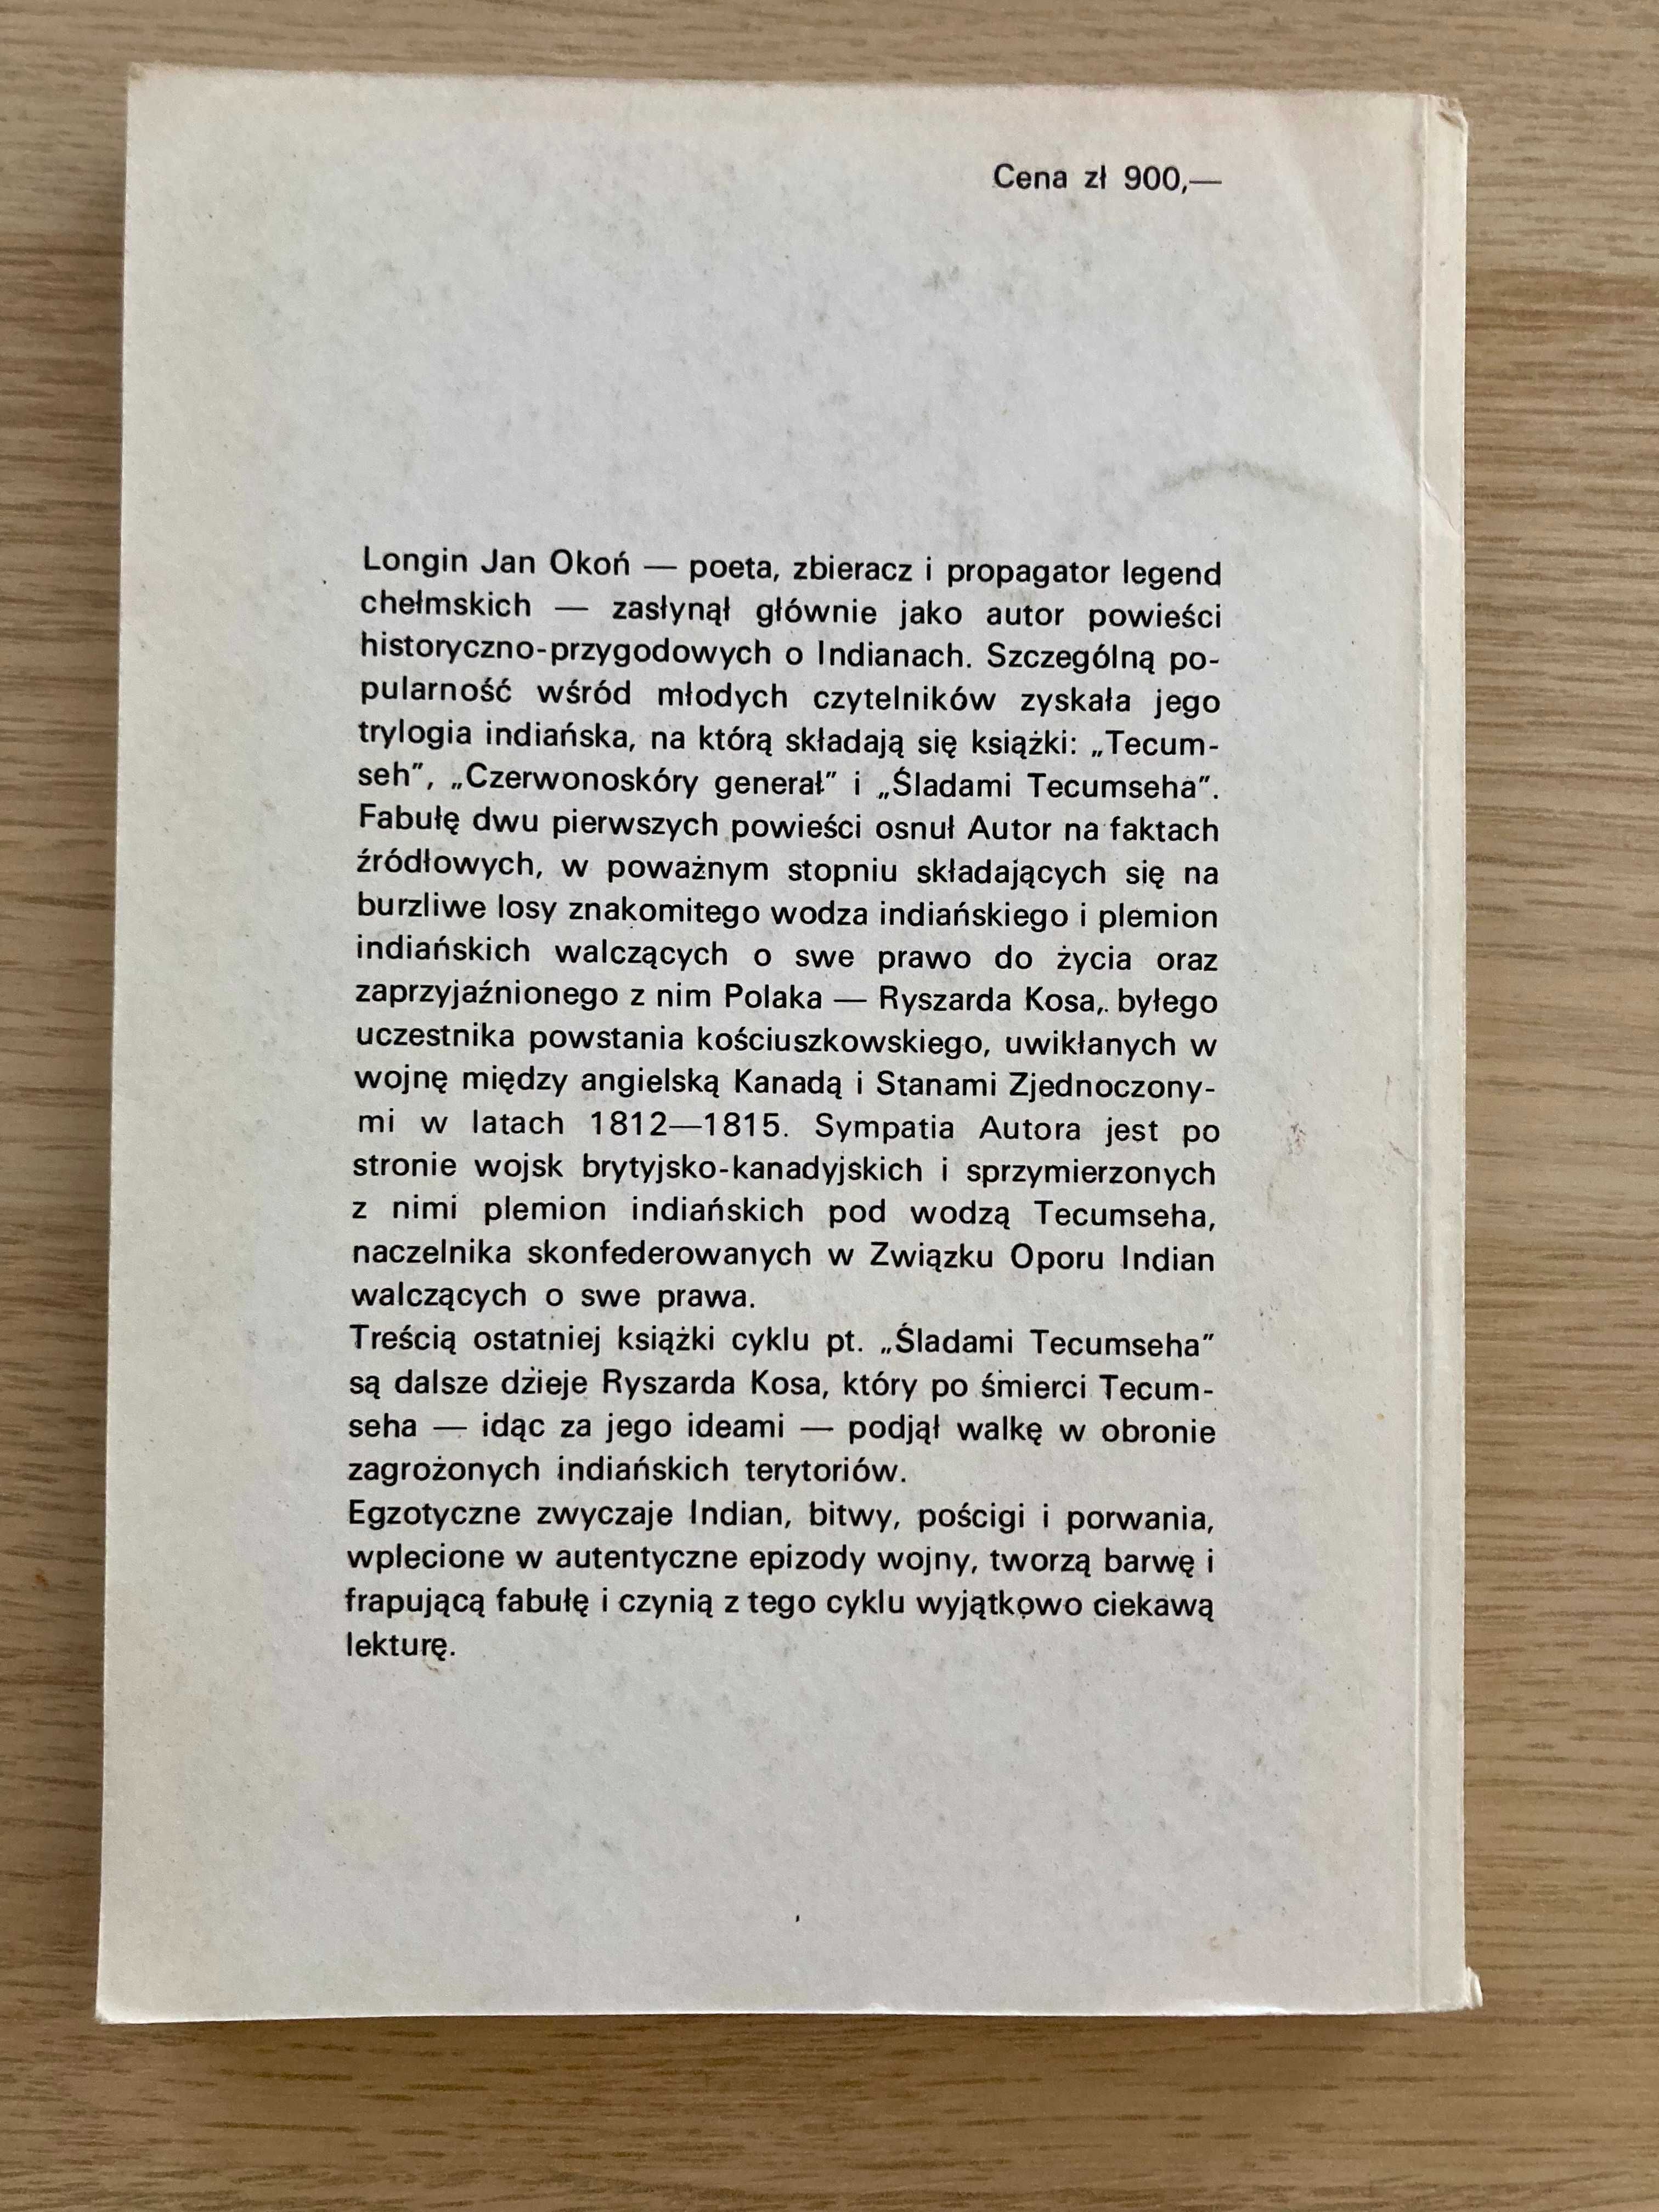 Cena zł 900,—
Longin Jan Okoń — poeta, zbieracz i propagator legend
chełmskich — zasłynął głównie jako autor powieści
historyczno-przygodowych o Indianach. Szczególną po-
pularność wśród młodych czytelników zyskała jego
trylogia indiańska, na którą składają się książki: „Tecum-
seh”, „Czerwonoskóry generał” i „Śladami Tecumseha”.
Fabułę dwu pierwszych powieści osnuł Autor na faktach
źródłowych, w poważnym stopniu składających się na
burzliwe losy znakomitego wodza indiańskiego i plemion
indiańskich walczących o swe prawo do życia oraz
zaprzyjaźnionego z nim Polaka — Ryszarda Kosa, byłego
uczestnika powstania kościuszkowskiego, uwikłanych w
wojnę między angielską Kanadą i Stanami Zjednoczony-
mi w latach 1812—1815. Sympatia Autora jest po
stronie wojsk brytyjsko-kanadyjskich i sprzymierzonych
z nimi plemion indiańskich pod wodzą Tecumseha,
naczelnika skonfederowanych w Związku Oporu Indian
walczących o swe prawa.
Treścią ostatniej książki cyklu pt. „Śladami Tecumseha”
są dalsze dzieje Ryszarda Kosa, który po śmierci Tecum-
seha — idąc za jego ideami — podjął walkę w obronie
zagrożonych indiańskich terytoriów.
Egzotyczne zwyczaje Indian, bitwy, pościgi i porwania,
wplecione w autentyczne epizody wojny, tworzą barwę i
frapującą fabułę i czynią z tego cyklu wyjątkowo ciekawą
lekturę.